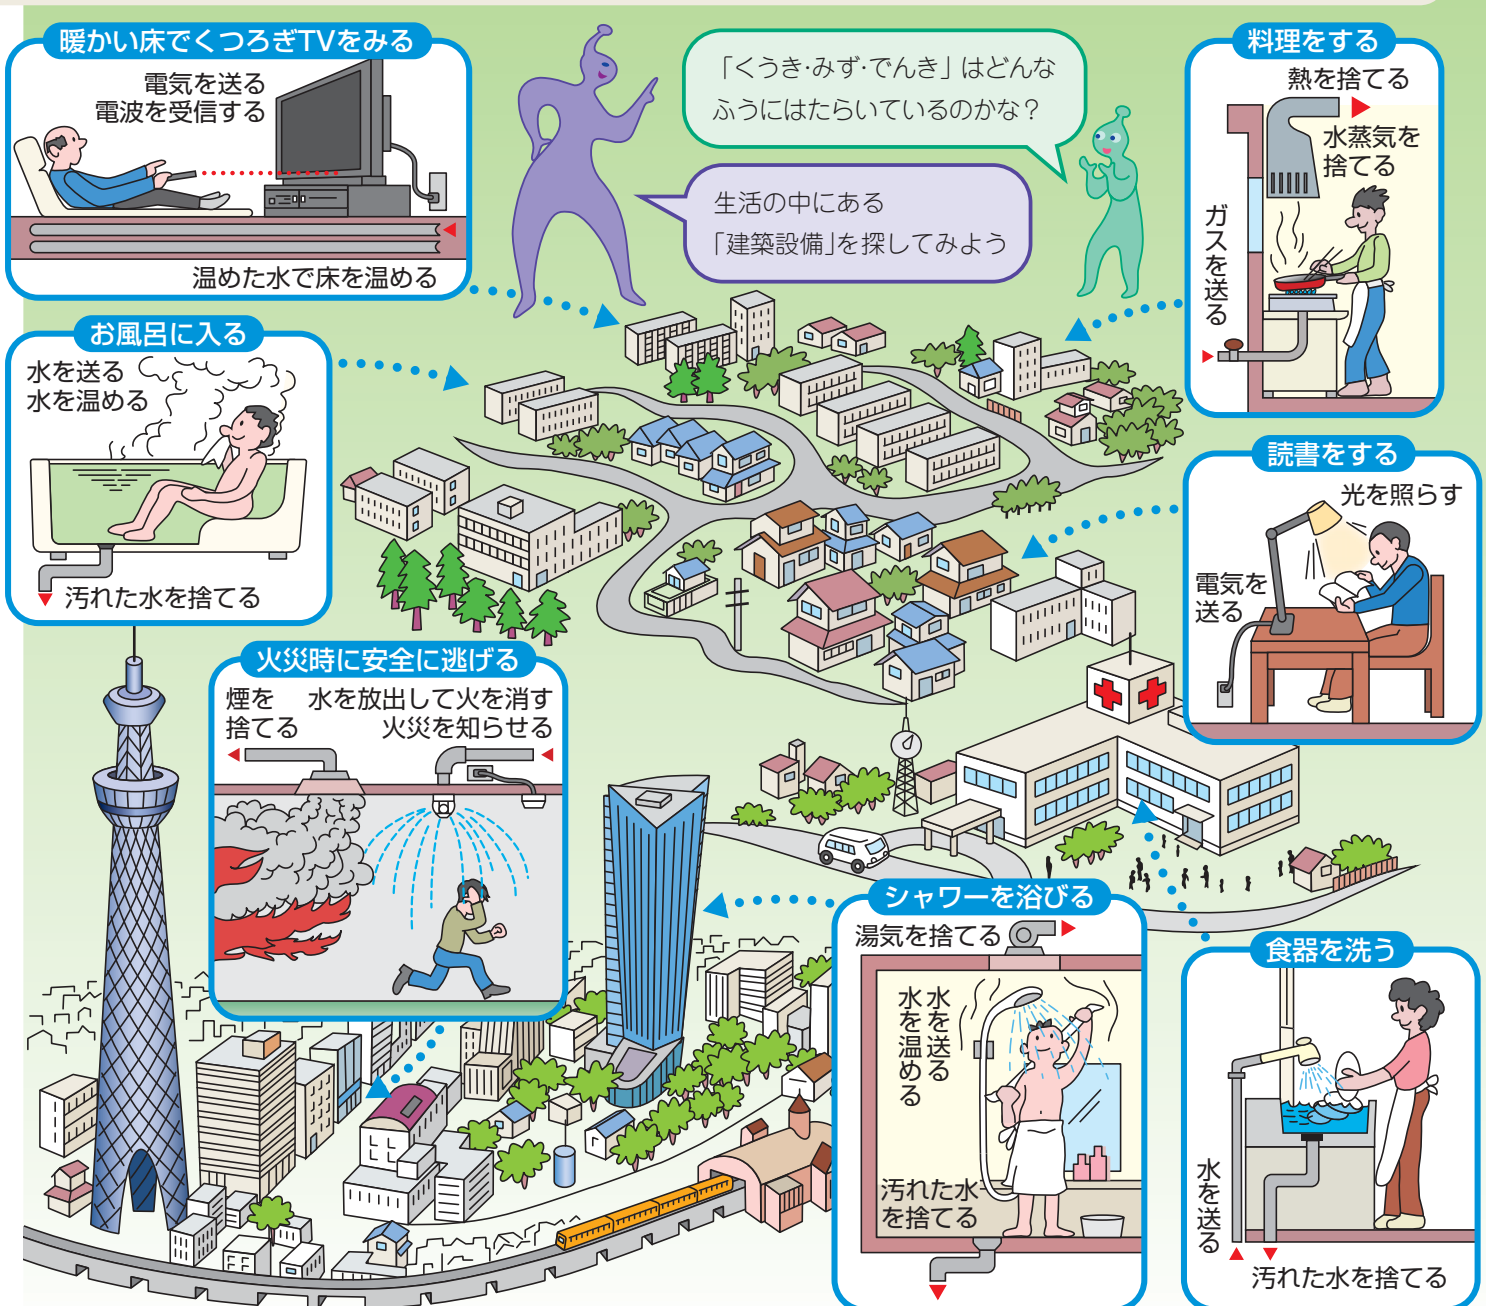 暖かい床でくつろぎTVをみる
電気を送る
電波を受信する
温めた水で床を温める
「くうき・みず・でんき」はどんな
ふうにはたらいているのかな？
生活の中にある
「建築設備」を探してみよう
料理をする
熱を捨てる
水蒸気を
捨てる
ガスを送る
お風呂に入る
水を送る
水を温める
汚れた水を捨てる
読書をする
光を照らす
電気を
送る
火災時に安全に逃げる
煙を
捨てる
水を放出して火を消す
火災を知らせる
シャワーを浴びる
湯気を捨てる
水を送る
水を温める
汚れた水
を捨てる
食器を洗う
水を送る
汚れた水を捨てる